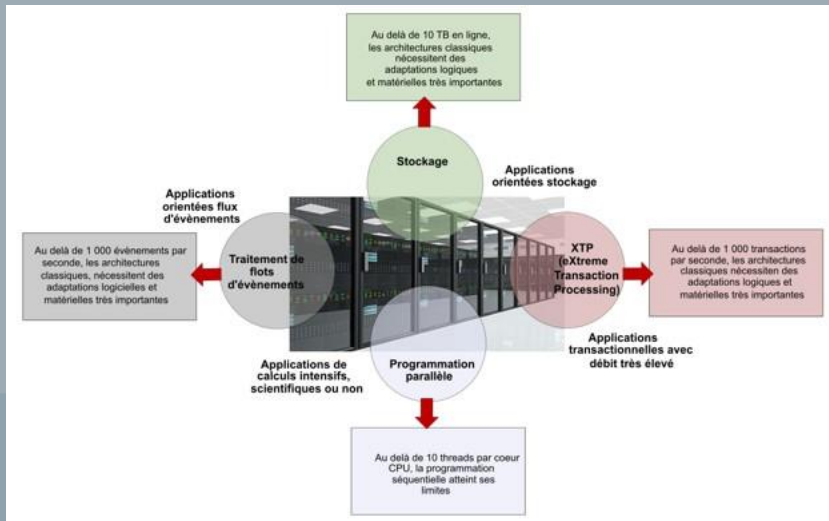 Au delà de 10 TB en ligne,
les architectures classiques
nécessitent des
adaptations logiques
et matérielles très importantes
Stockage
Applications
orientées stockage
Applications
orientées flux
d'évènements
Au delà de 1 000 évènements par
seconde, les architectures
classiques, nécessitent des
adaptations logicielles et
matérielles très importantes
Traitement de
flots
d'évènements
XTP
(eXtreme
Transaction
Processing)
Au delà de 1 000 transactions
par seconde, les architectures
classiques nécessiten des
adaptations logiques et
matérielles très importantes
Applications
transactionnelles avec
débit très élevé
Applications de
calculs intensifs,
scientifiques ou non
Programmation
parallèle
Au delà de 10 threads par coeur
CPU, la programmation
séquentielle atteint ses
limites